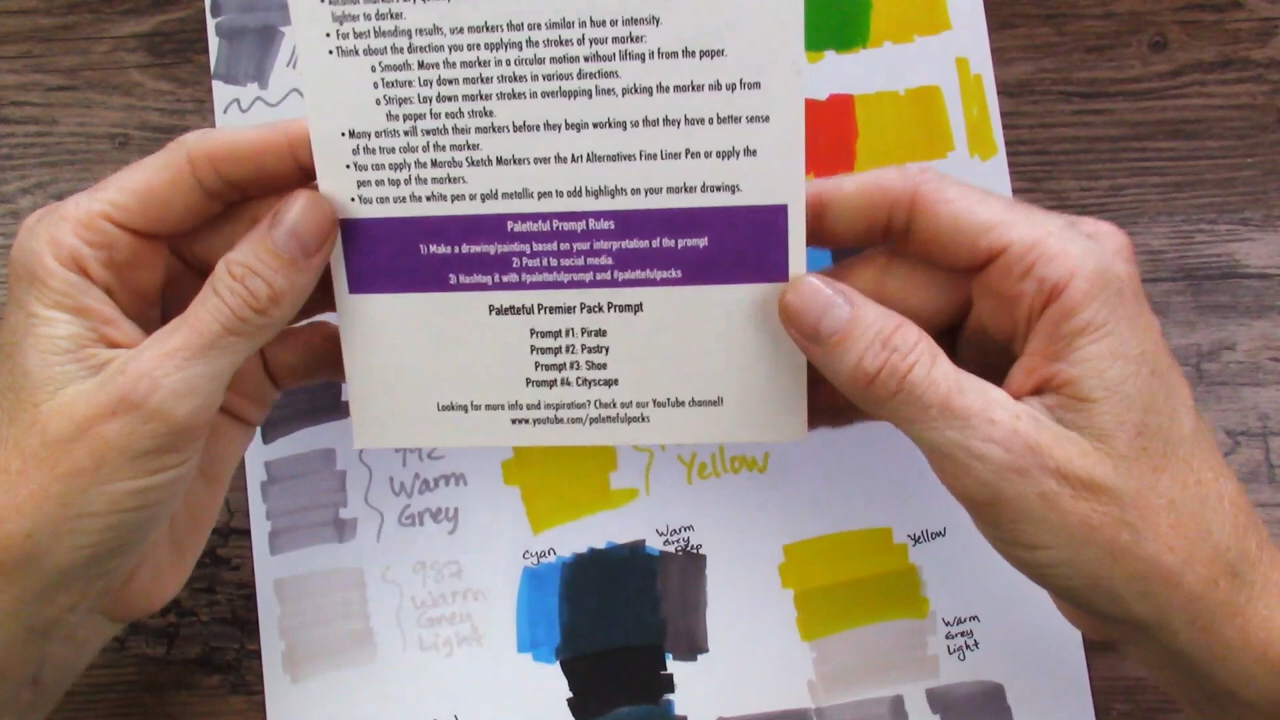 lighter to darker.
• For best blending results, use markers that are similar in hue or intensity.
• Think about the direction you are applying the strokes of your marker:
o Smooth: Move the marker in a circular motion without lifting it from the paper.
o Texture: Lay down marker strokes in various directions.
o Stripes: Lay down marker strokes in overlapping lines, picking the marker nib up from
the paper for each stroke.
• Many artists will swatch their markers before they begin working so that they have a better sense
of the true color of the marker.
• You can apply the Marabu Sketch Markers over the Art Alternatives Fine Liner Pen or apply the
pen on top of the markers.
• You can use the white pen or gold metallic pen to add highlights on your marker drawings.
Paletteful Prompt Rules
1) Make a drawing/painting based on your interpretation of the prompt
2) Post it to social media.
3) Hashtag it with #palettefulprompt and #palettefulpacks
Paletteful Premier Pack Prompt
Prompt #1: Pirate
Prompt #2: Pastry
Prompt #3: Shoe
Prompt #4: Cityscape
Looking for more info and inspiration? Check out our YouTube channel!
www.youtube.com/palettefulpacks
Warm
Grey
Yellow
987
Warm
Grey
Light
Cyan
Warm
Grey
Deep
Yellow
Warm
Grey
Light